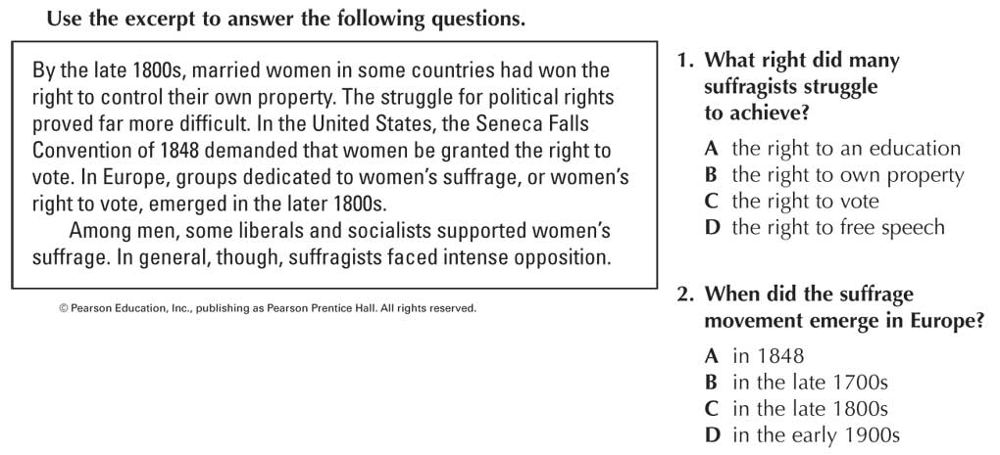 Use the excerpt to answer the following questions.
By the late 1800s, married women in some countries had won the
right to control their own property. The struggle for political rights
proved far more difficult. In the United States, the Seneca Falls
Convention of 1848 demanded that women be granted the right to
vote. In Europe, groups dedicated to women’s suffrage, or women’s
right to vote, emerged in the later 1800s.
Among men, some liberals and socialists supported women’s
suffrage. In general, though, suffragists faced intense opposition.
© Pearson Education, Inc., publishing as Pearson Prentice Hall. All rights reserved.
1. What right did many
suffragists struggle
to achieve?
A the right to an education
B the right to own property
C the right to vote
D the right to free speech
2. When did the suffrage
movement emerge in Europe?
A in 1848
B in the late 1700s
C in the late 1800s
D in the early 1900s